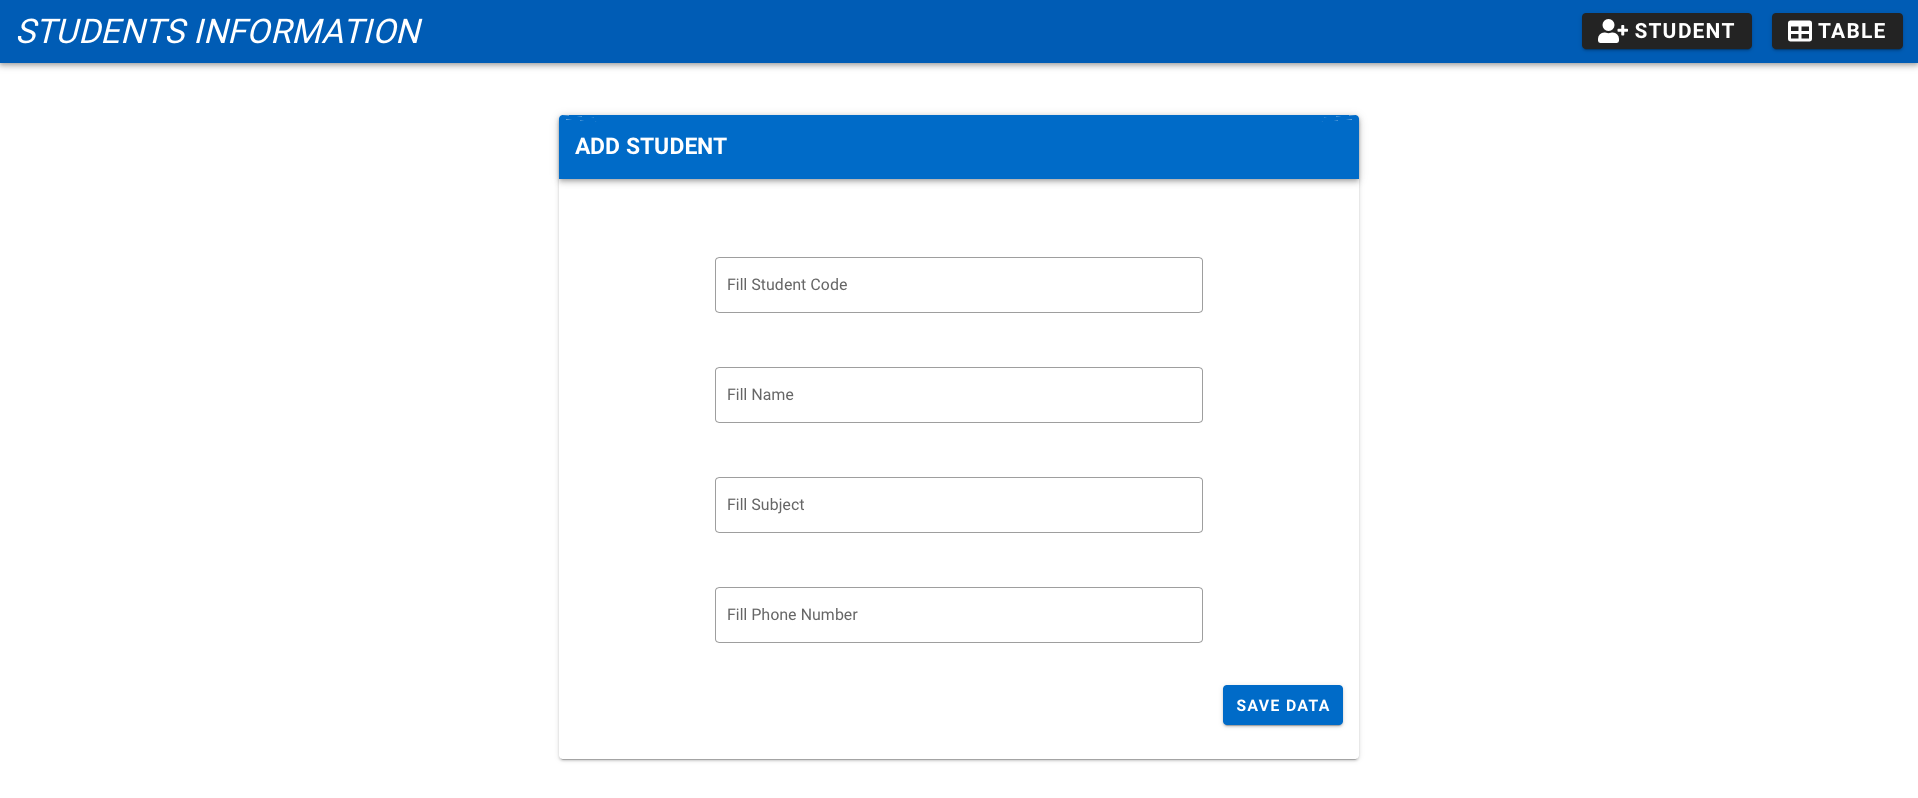 STUDENTS INFORMATION
STUDENT
TABLE
ADD STUDENT
Fill Student Code
Fill Name
Fill Subject
Fill Phone Number
SAVE DATA